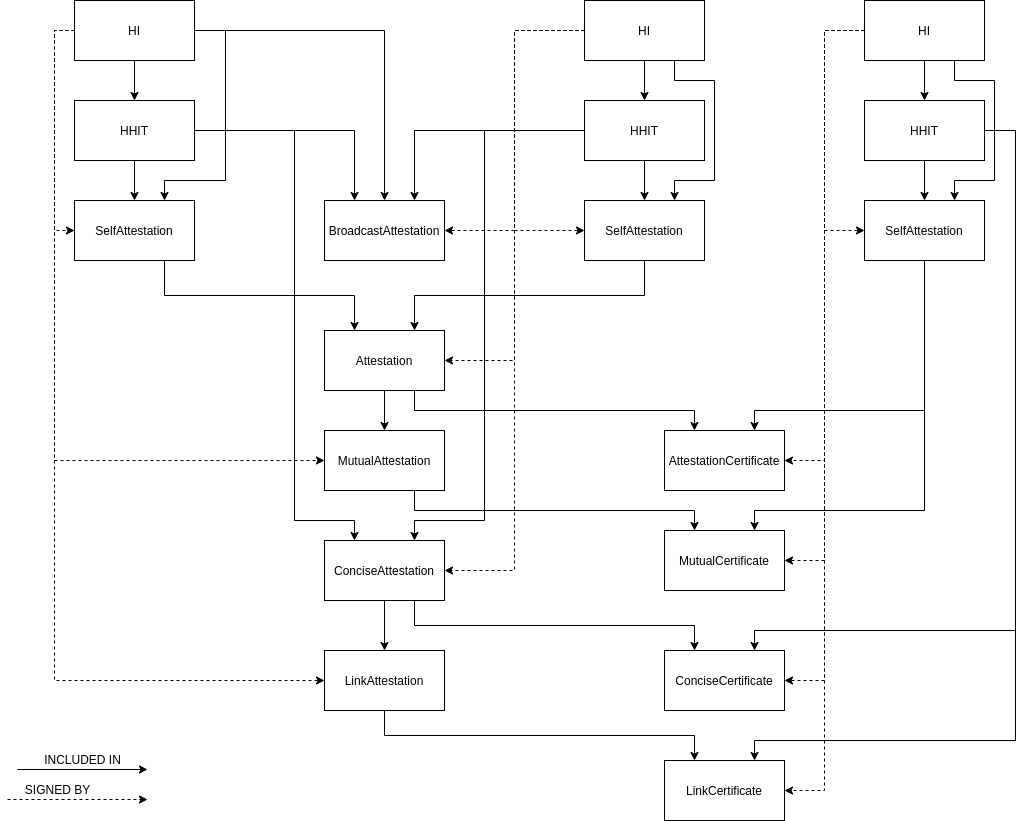 HI
HI
HI
HHIT
HHIT
HHIT
SelfAttestation
BroadcastAttestation
SelfAttestation
SelfAttestation
Attestation
MutualAttestation
AttestationCertificate
MutualCertificate
ConciseAttestation
LinkAttestation
ConciseCertificate
INCLUDED IN
SIGNED BY
LinkCertificate